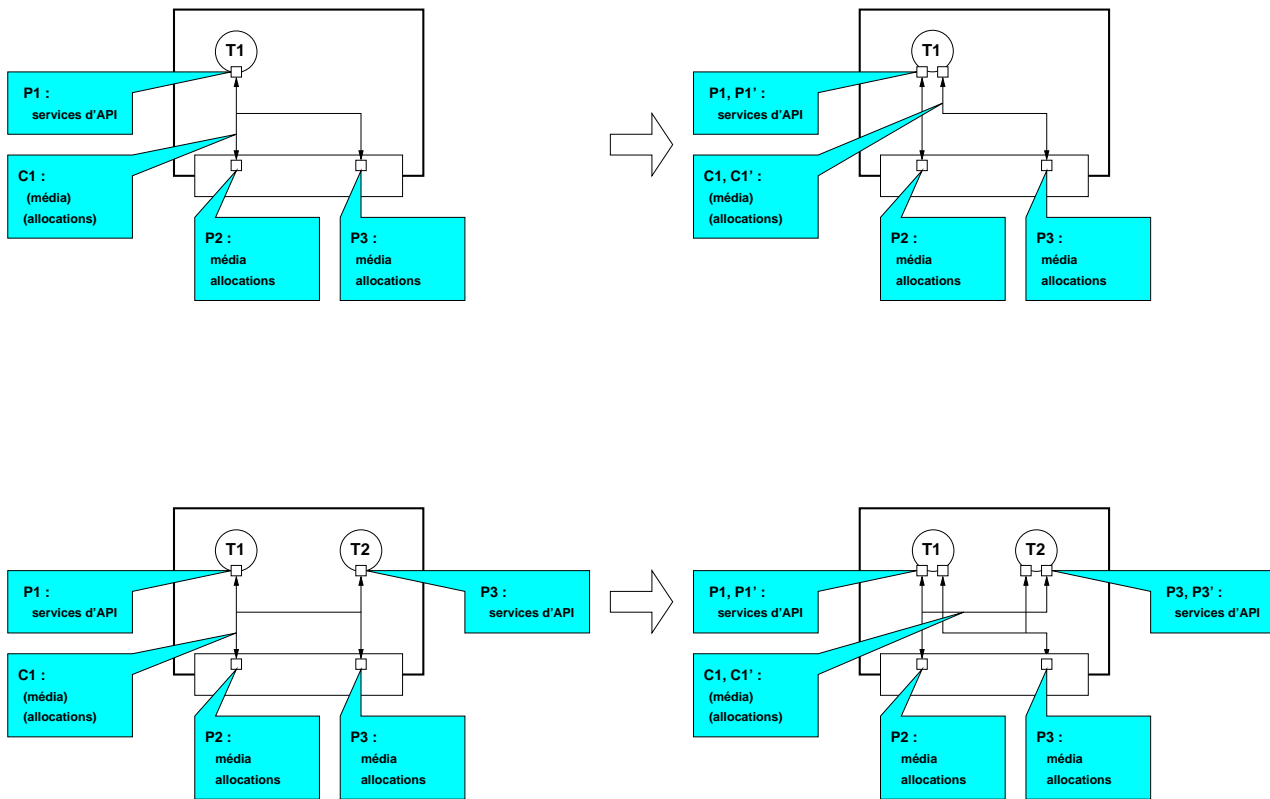 T1
P1 :
services d'API
C1 :
(média)
(allocations)
P2 :
média
allocations
P3 :
média
allocations
T1
P1, P1' :
services d'API
C1, C1' :
(média)
(allocations)
P2 :
média
allocations
P3 :
média
allocations
T1
T2
P1 :
services d'API
P3 :
services d'API
C1 :
(média)
(allocations)
P2 :
média
allocations
P3 :
média
allocations
T1
T2
P1, P1' :
services d'API
P3, P3' :
services d'API
C1, C1' :
(média)
(allocations)
P2 :
média
allocations
P3 :
média
allocations